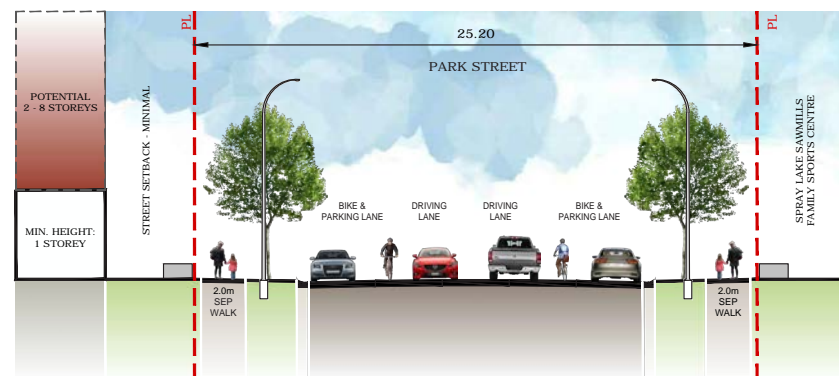 PL
PL
25.20
PARK STREET
POTENTIAL
2 - 8 STOREYS
STREET SETBACK - MINIMAL
SPRAY LAKE SAWMILLS
FAMILY SPORTS CENTRE
BIKE &
PARKING LANE
DRIVING
LANE
DRIVING
LANE
BIKE &
PARKING LANE
MIN. HEIGHT:
1 STOREY
2.0m
SEP
WALK
2.0m
SEP
WALK